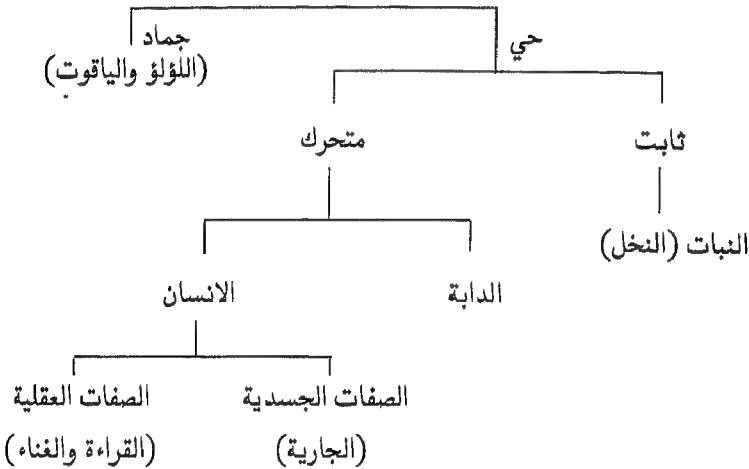 حي
جماد
(اللؤلؤ والياقوت)
ثابت
متحرك
النبات (النخل)
الدابة
الانسان
الصفات الجسدية
(الجارية)
الصفات العقلية
(القراءة والغناء)